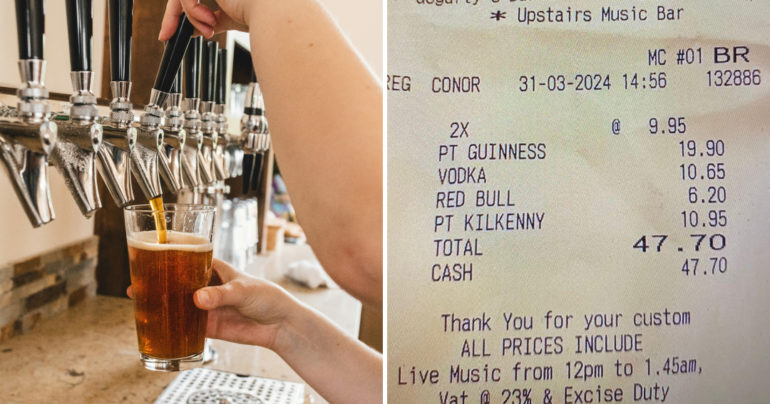 * Upstairs Music Bar
MC #01 BR
REG CONOR 31-03-2024 14:56 132886
2X @ 9.95
PT GUINNESS 19.90
VODKA 10.65
RED BULL 6.20
PT KILKENNY 10.95
TOTAL 47.70
CASH 47.70
Thank You for your custom
ALL PRICES INCLUDE
Live Music from 12pm to 1.45am,
Vat @ 23% & Excise Duty